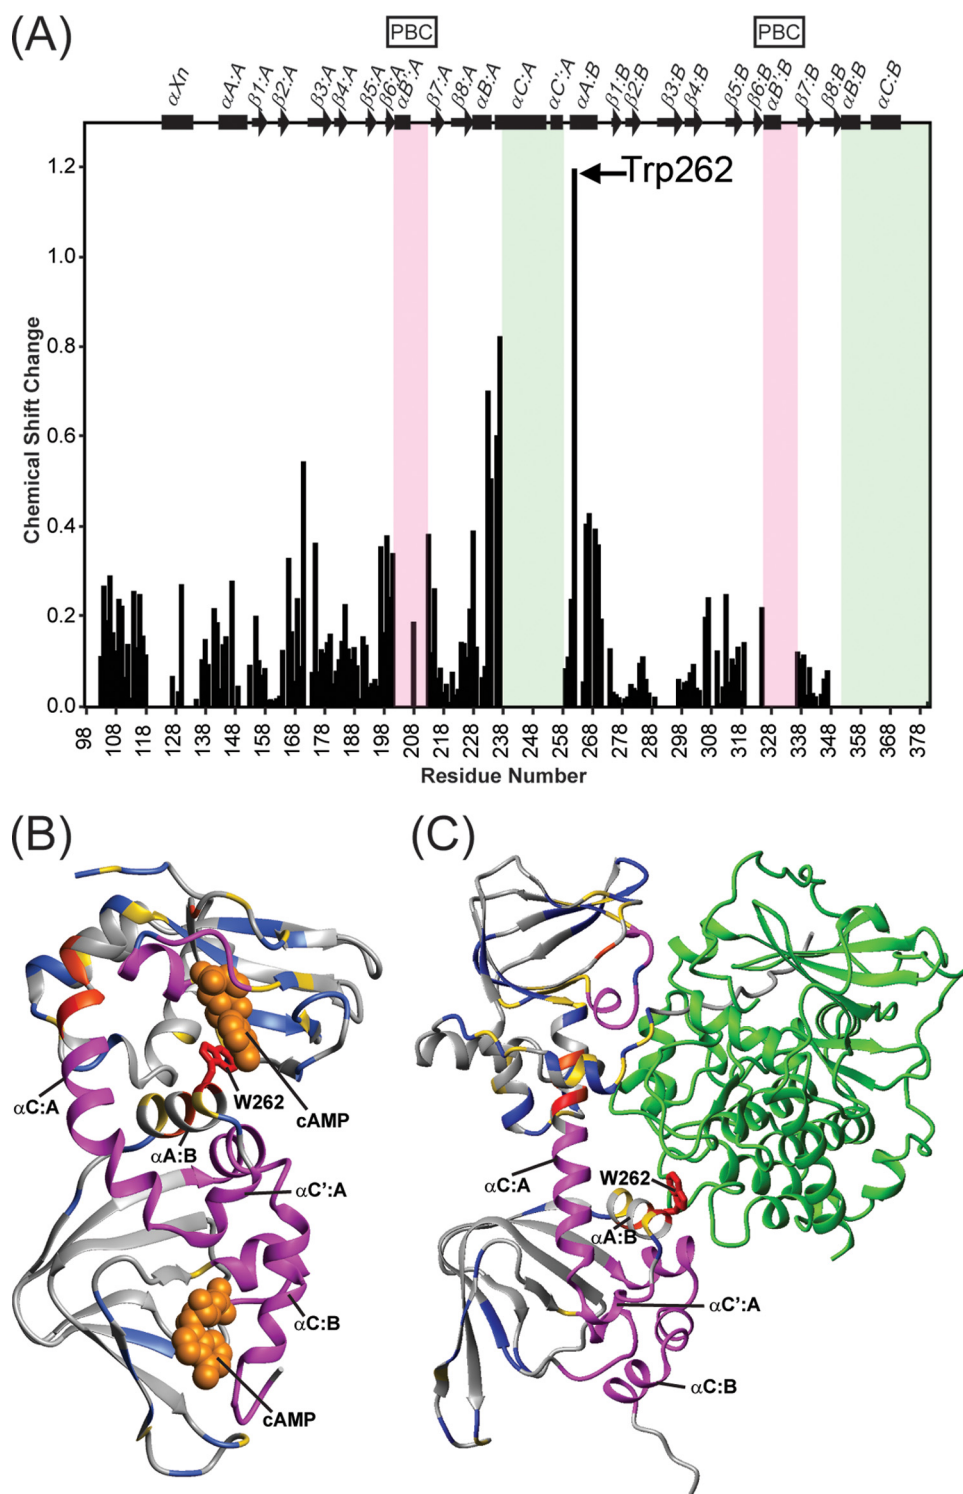 (A)
PBC
PBC
αXn
αA:A
β1:A
β2:A
β3:A
β4:A
β5:A
β6:A
αB':A
β7:A
β8:A
αB:A
αC:A
αC':A
αA:B
β1:B
β2:B
β3:B
β4:B
β5:B
β6:B
αB':B
β7:B
β8:B
αB:B
αC:B
Trp262
Chemical Shift Change
1.2
1.0
0.8
0.6
0.4
0.2
0.0
98 108 118 128 138 148 158 168 178 188 198 208 218 228 238 248 258 268 278 288 298 308 318 328 338 348 358 368 378
Residue Number
(B)
αC:A
W262
cAMP
αA:B
αC':A
αC:B
cAMP
(C)
αC:A
W262
αA:B
αC':A
αC:B